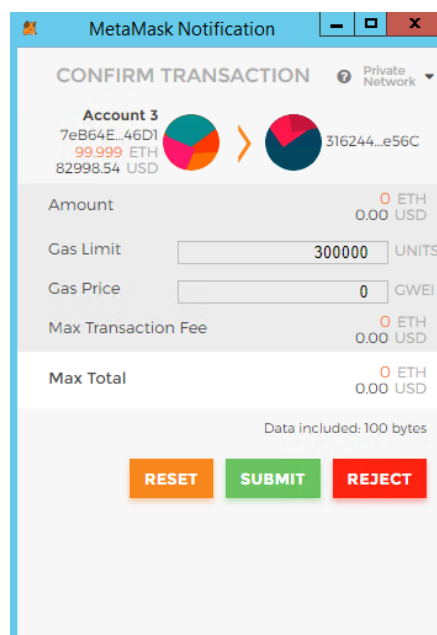 MetaMask Notification
CONFIRM TRANSACTION ? Private Network
Account 3
7eB64E...46D1
99.999 ETH
82998.54 USD
316244...e56C
Amount 0 ETH
0.00 USD
Gas Limit 300000 UNITS
Gas Price 0 GWEI
Max Transaction Fee 0 ETH
0.00 USD
Max Total 0 ETH
0.00 USD
Data included: 100 bytes
RESET SUBMIT REJECT